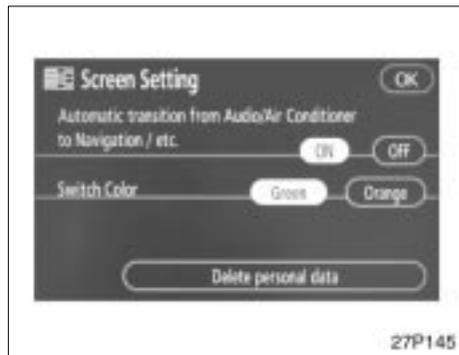 Screen Setting
OK
Automatic transition from Audio/Air Conditioner
to Navigation / etc.
ON
OFF
Switch Color
Green
Orange
Delete personal data
27P145